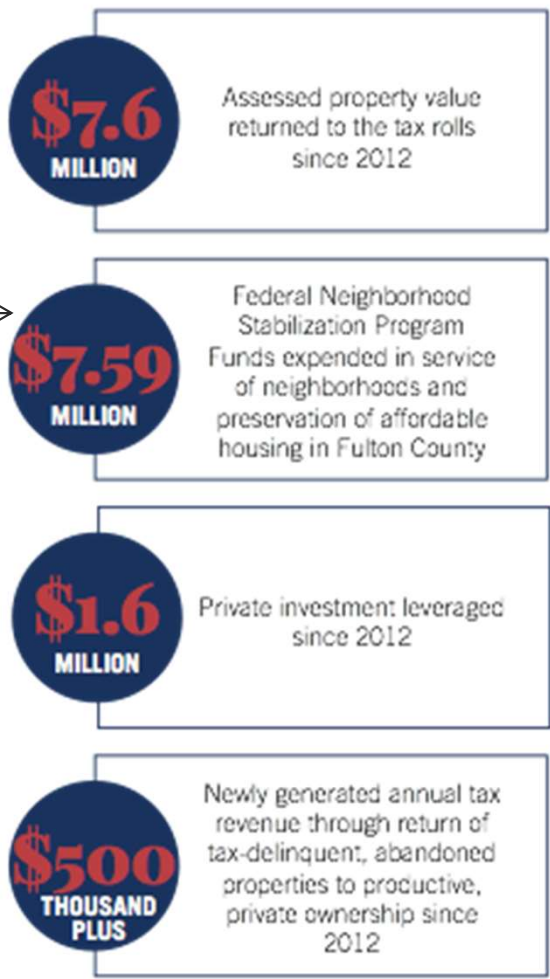 $7.6
MILLION
Assessed property value
returned to the tax rolls
since 2012
$7.59
MILLION
Federal Neighborhood
Stabilization Program
Funds expended in service
of neighborhoods and
preservation of affordable
housing in Fulton County
$1.6
MILLION
Private investment leveraged
since 2012
$500
THOUSAND
PLUS
Newly generated annual tax
revenue through return of
tax-delinquent, abandoned
properties to productive,
private ownership since
2012